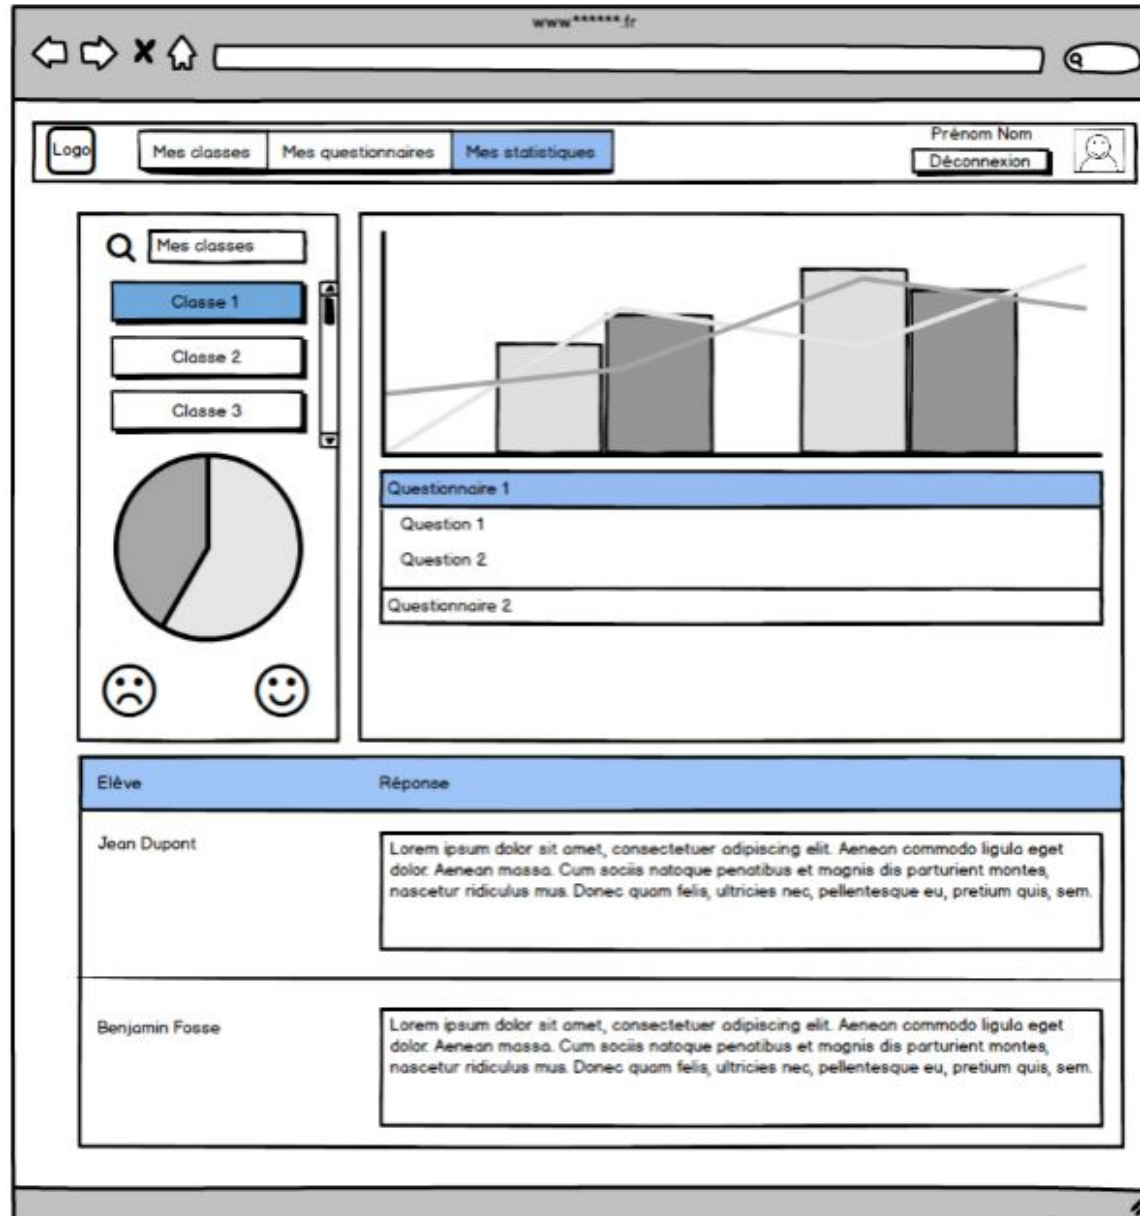 www.******.fr
Logo
Mes classes
Mes questionnaires
Mes statistiques
Prénom Nom
Déconnexion
Mes classes
Classe 1
Classe 2
Classe 3
Questionnaire 1
Question 1
Question 2
Questionnaire 2
Elève
Réponse
Jean Dupont
Lorem ipsum dolor sit amet, consectetuer adipiscing elit. Aenean commodo ligula eget
dolor. Aenean massa. Cum sociis natoque penatibus et magnis dis parturient montes,
nascetur ridiculus mus. Donec quam felis, ultricies nec, pellentesque eu, pretium quis, sem.
Benjamin Fosse
Lorem ipsum dolor sit amet, consectetuer adipiscing elit. Aenean commodo ligula eget
dolor. Aenean massa. Cum sociis natoque penatibus et magnis dis parturient montes,
nascetur ridiculus mus. Donec quam felis, ultricies nec, pellentesque eu, pretium quis, sem.